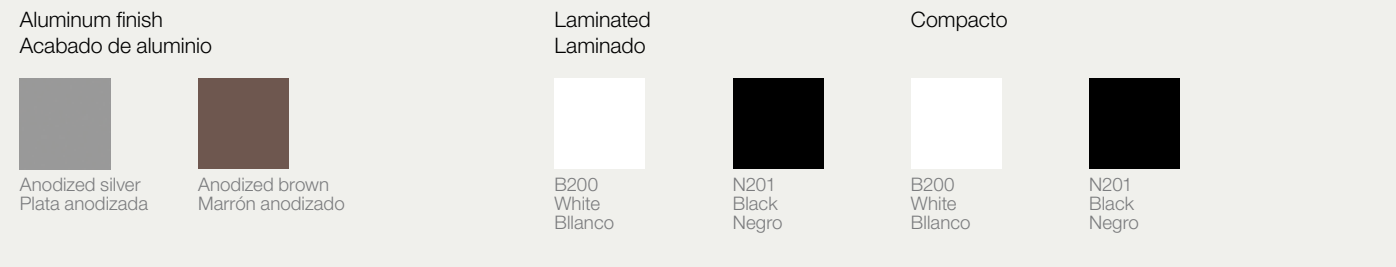 Aluminum finish
Acabado de aluminio
Anodized silver
Plata anodizada
Anodized brown
Marrón anodizado
Laminated
Laminado
B200
White
Bllanco
N201
Black
Negro
Compacto
B200
White
Bllanco
N201
Black
Negro